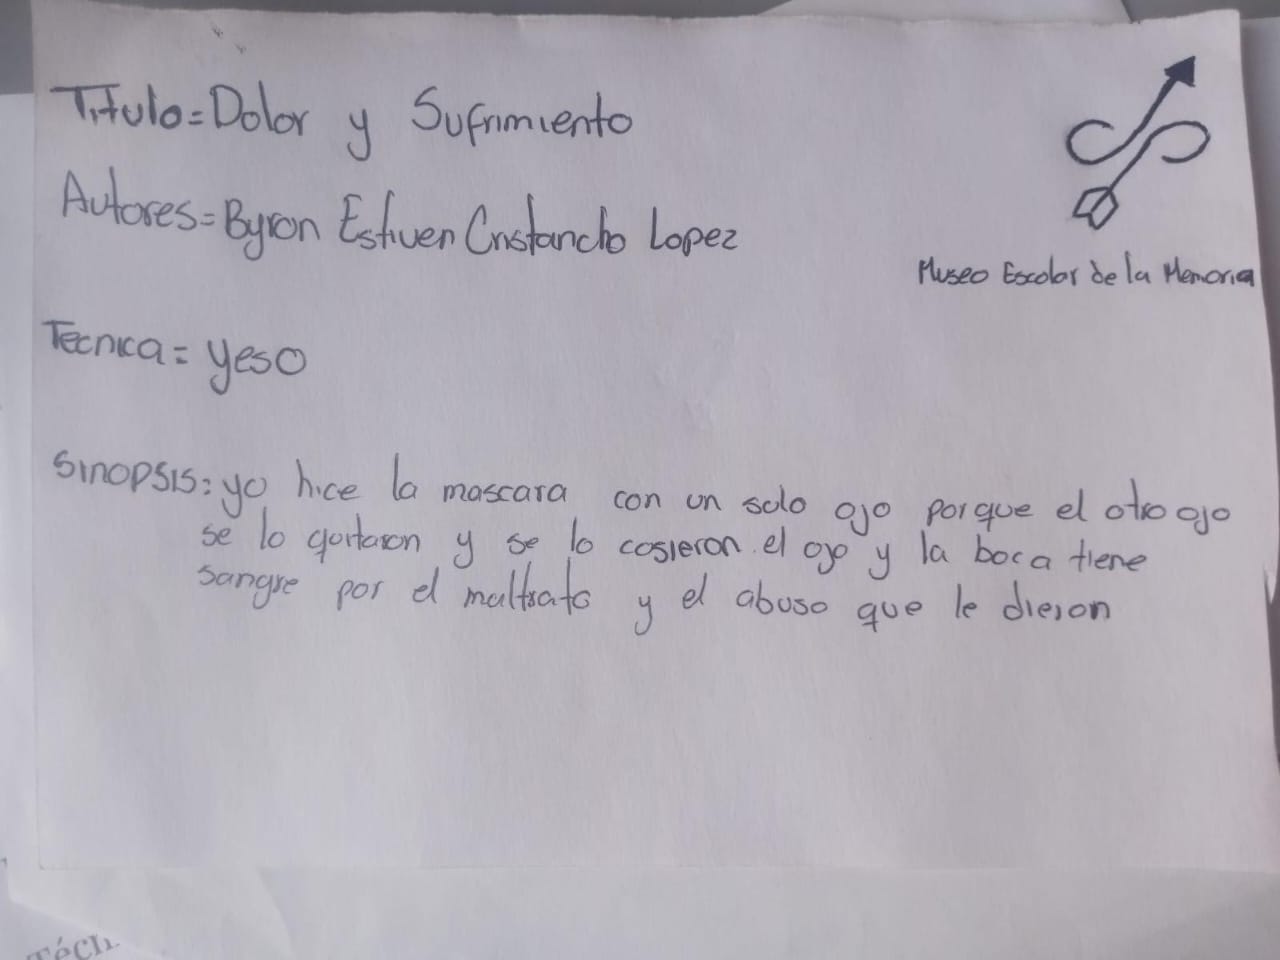 Titulo=Dolor y Sufrimiento
Autores=Byron Estiven Cristancho Lopez
Museo Escolar de la Memoria
Tecnica= yeso
Sinopsis: yo hice la mascara con un solo ojo porque el otro ojo
se lo quitaron y se lo cosieron el ojo y la boca tiene
sangre por el maltrato y el abuso que le dieron
Téch